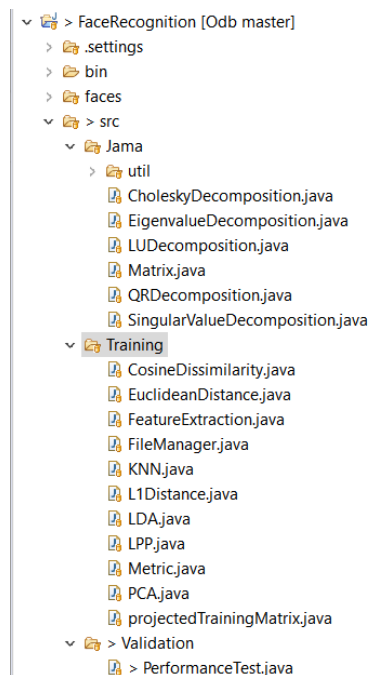 > FaceRecognition [Odb master]
.settings
bin
faces
> src
Jama
util
CholeskyDecomposition.java
EigenvalueDecomposition.java
LUDecomposition.java
Matrix.java
QRDecomposition.java
SingularValueDecomposition.java
Training
CosineDissimilarity.java
EuclideanDistance.java
FeatureExtraction.java
FileManager.java
KNN.java
L1Distance.java
LDA.java
LPP.java
Metric.java
PCA.java
projectedTrainingMatrix.java
> Validation
> PerformanceTest.java